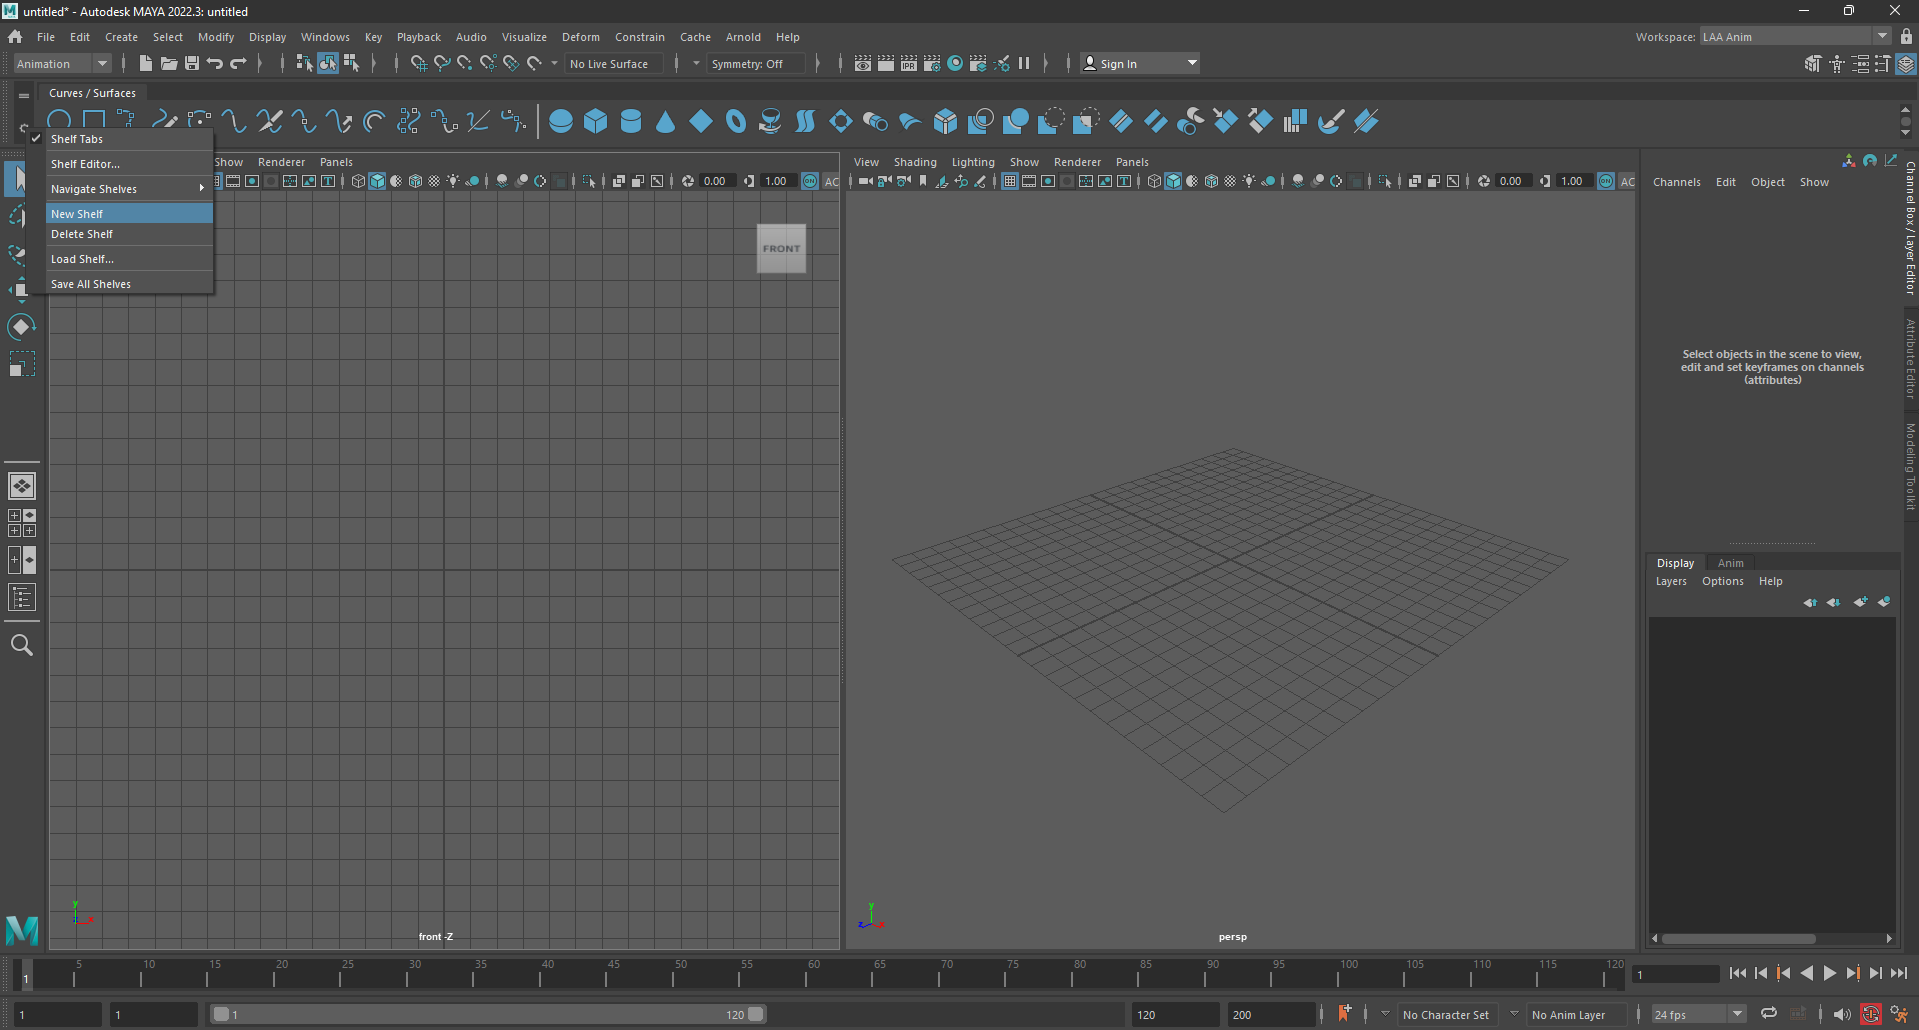 untitled* - Autodesk MAYA 2022.3: untitled
File Edit Create Select Modify Display Windows Key Playback Audio Visualize Deform Constrain Cache Arnold Help Workspace: LAA Anim
Animation No Live Surface Symmetry: Off Sign In
Curves / Surfaces
Shelf Tabs
Shelf Editor...
Navigate Shelves
New Shelf
Delete Shelf
Load Shelf...
Save All Shelves
Show Renderer Panels
0.00 1.00 ON AC
FRONT
y
z x
front -Z
View Shading Lighting Show Renderer Panels
0.00 1.00 ON AC
y
z x
persp
Channels Edit Object Show
Select objects in the scene to view,
edit and set keyframes on channels
(attributes)
Channel Box / Layer Editor
Attribute Editor
Modeling Toolkit
Display Anim
Layers Options Help
M
1 5 10 15 20 25 30 35 40 45 50 55 60 65 70 75 80 85 90 95 100 105 110 115 120 1
1 1 1 120 120 200 No Character Set No Anim Layer 24 fps